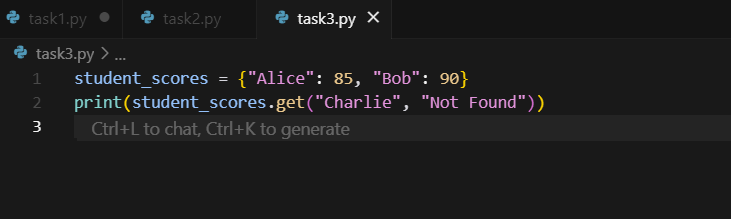 task1.py task2.py task3.py
task3.py > ...
1 student_scores = {"Alice": 85, "Bob": 90}
2 print(student_scores.get("Charlie", "Not Found"))
3 Ctrl+L to chat, Ctrl+K to generate